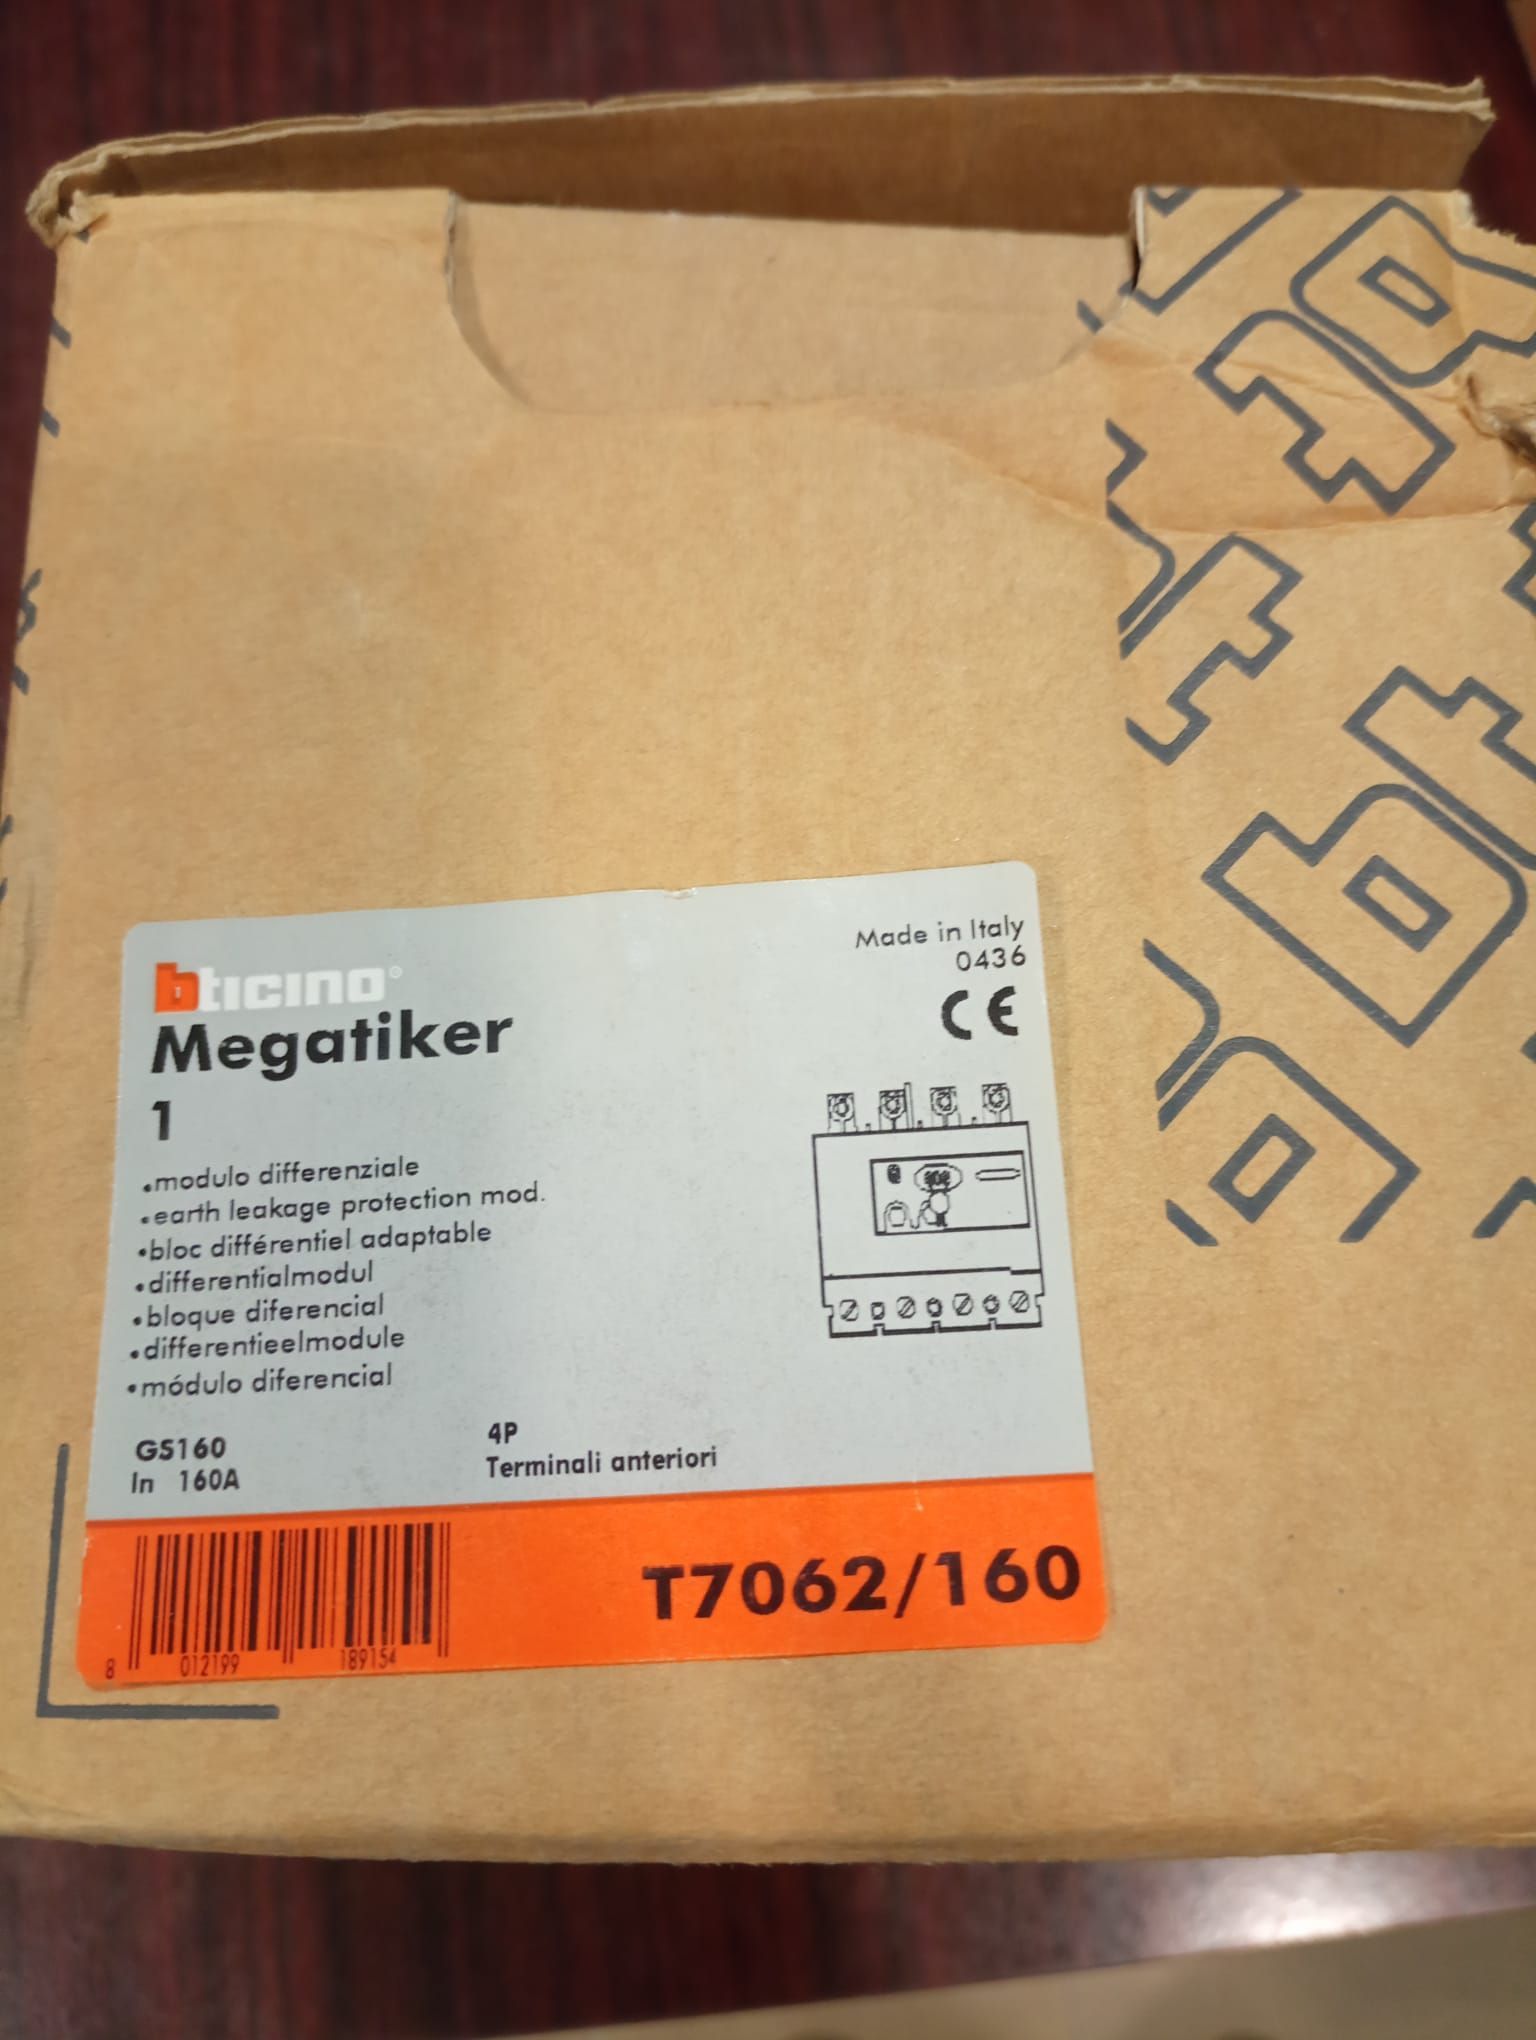 Made in Italy
0436
CE
bticino®
Megatiker
1
•modulo differenziale
•earth leakage protection mod.
•bloc différentiel adaptable
•differentialmodul
•bloque diferencial
•differentieelmodule
•módulo diferencial
GS160 4P
In 160A Terminali anteriori
T7062/160
8 012199 189154